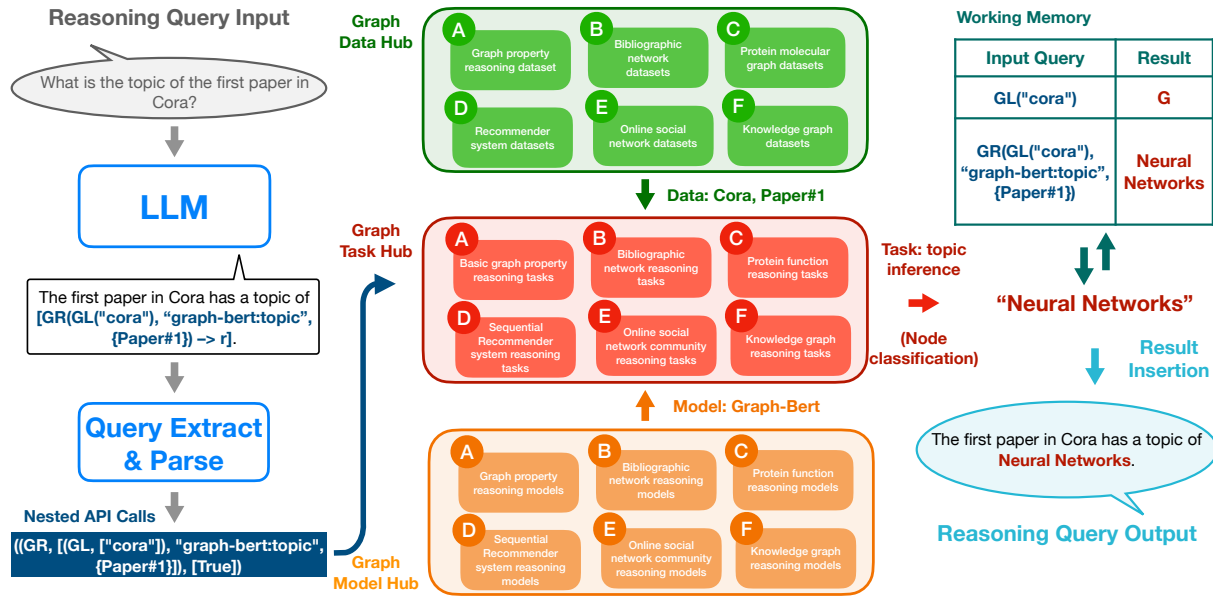 Reasoning Query Input
What is the topic of the first paper in
Cora?
LLM
The first paper in Cora has a topic of
[GR(GL("cora"), “graph-bert:topic”,
{Paper#1}) –> r].
Query Extract
& Parse
Nested API Calls
((GR, [(GL, ["cora"]), "graph-bert:topic",
{Paper#1}]), [True])
Graph
Data Hub
A
Graph property
reasoning dataset
B
Bibliographic
network
datasets
C
Protein molecular
graph datasets
D
Recommender
system datasets
E
Online social
network datasets
F
Knowledge graph
datasets
Data: Cora, Paper#1
Graph
Task Hub
A
Basic graph property
reasoning tasks
B
Bibliographic
network reasoning
tasks
C
Protein function
reasoning tasks
D
Sequential
Recommender
system reasoning
tasks
E
Online social
network community
reasoning tasks
F
Knowledge graph
reasoning tasks
Model: Graph-Bert
Graph
Model Hub
A
Graph property
reasoning models
B
Bibliographic
network reasoning
models
C
Protein function
reasoning models
D
Sequential
Recommender
system reasoning
models
E
Online social
network community
reasoning models
F
Knowledge graph
reasoning models
Task: topic
inference
(Node
classification)
Working Memory
Input Query
Result
GL("cora")
G
GR(GL("cora"),
“graph-bert:topic”,
{Paper#1})
Neural
Networks
“Neural Networks”
Result
Insertion
The first paper in Cora has a topic of
Neural Networks.
Reasoning Query Output